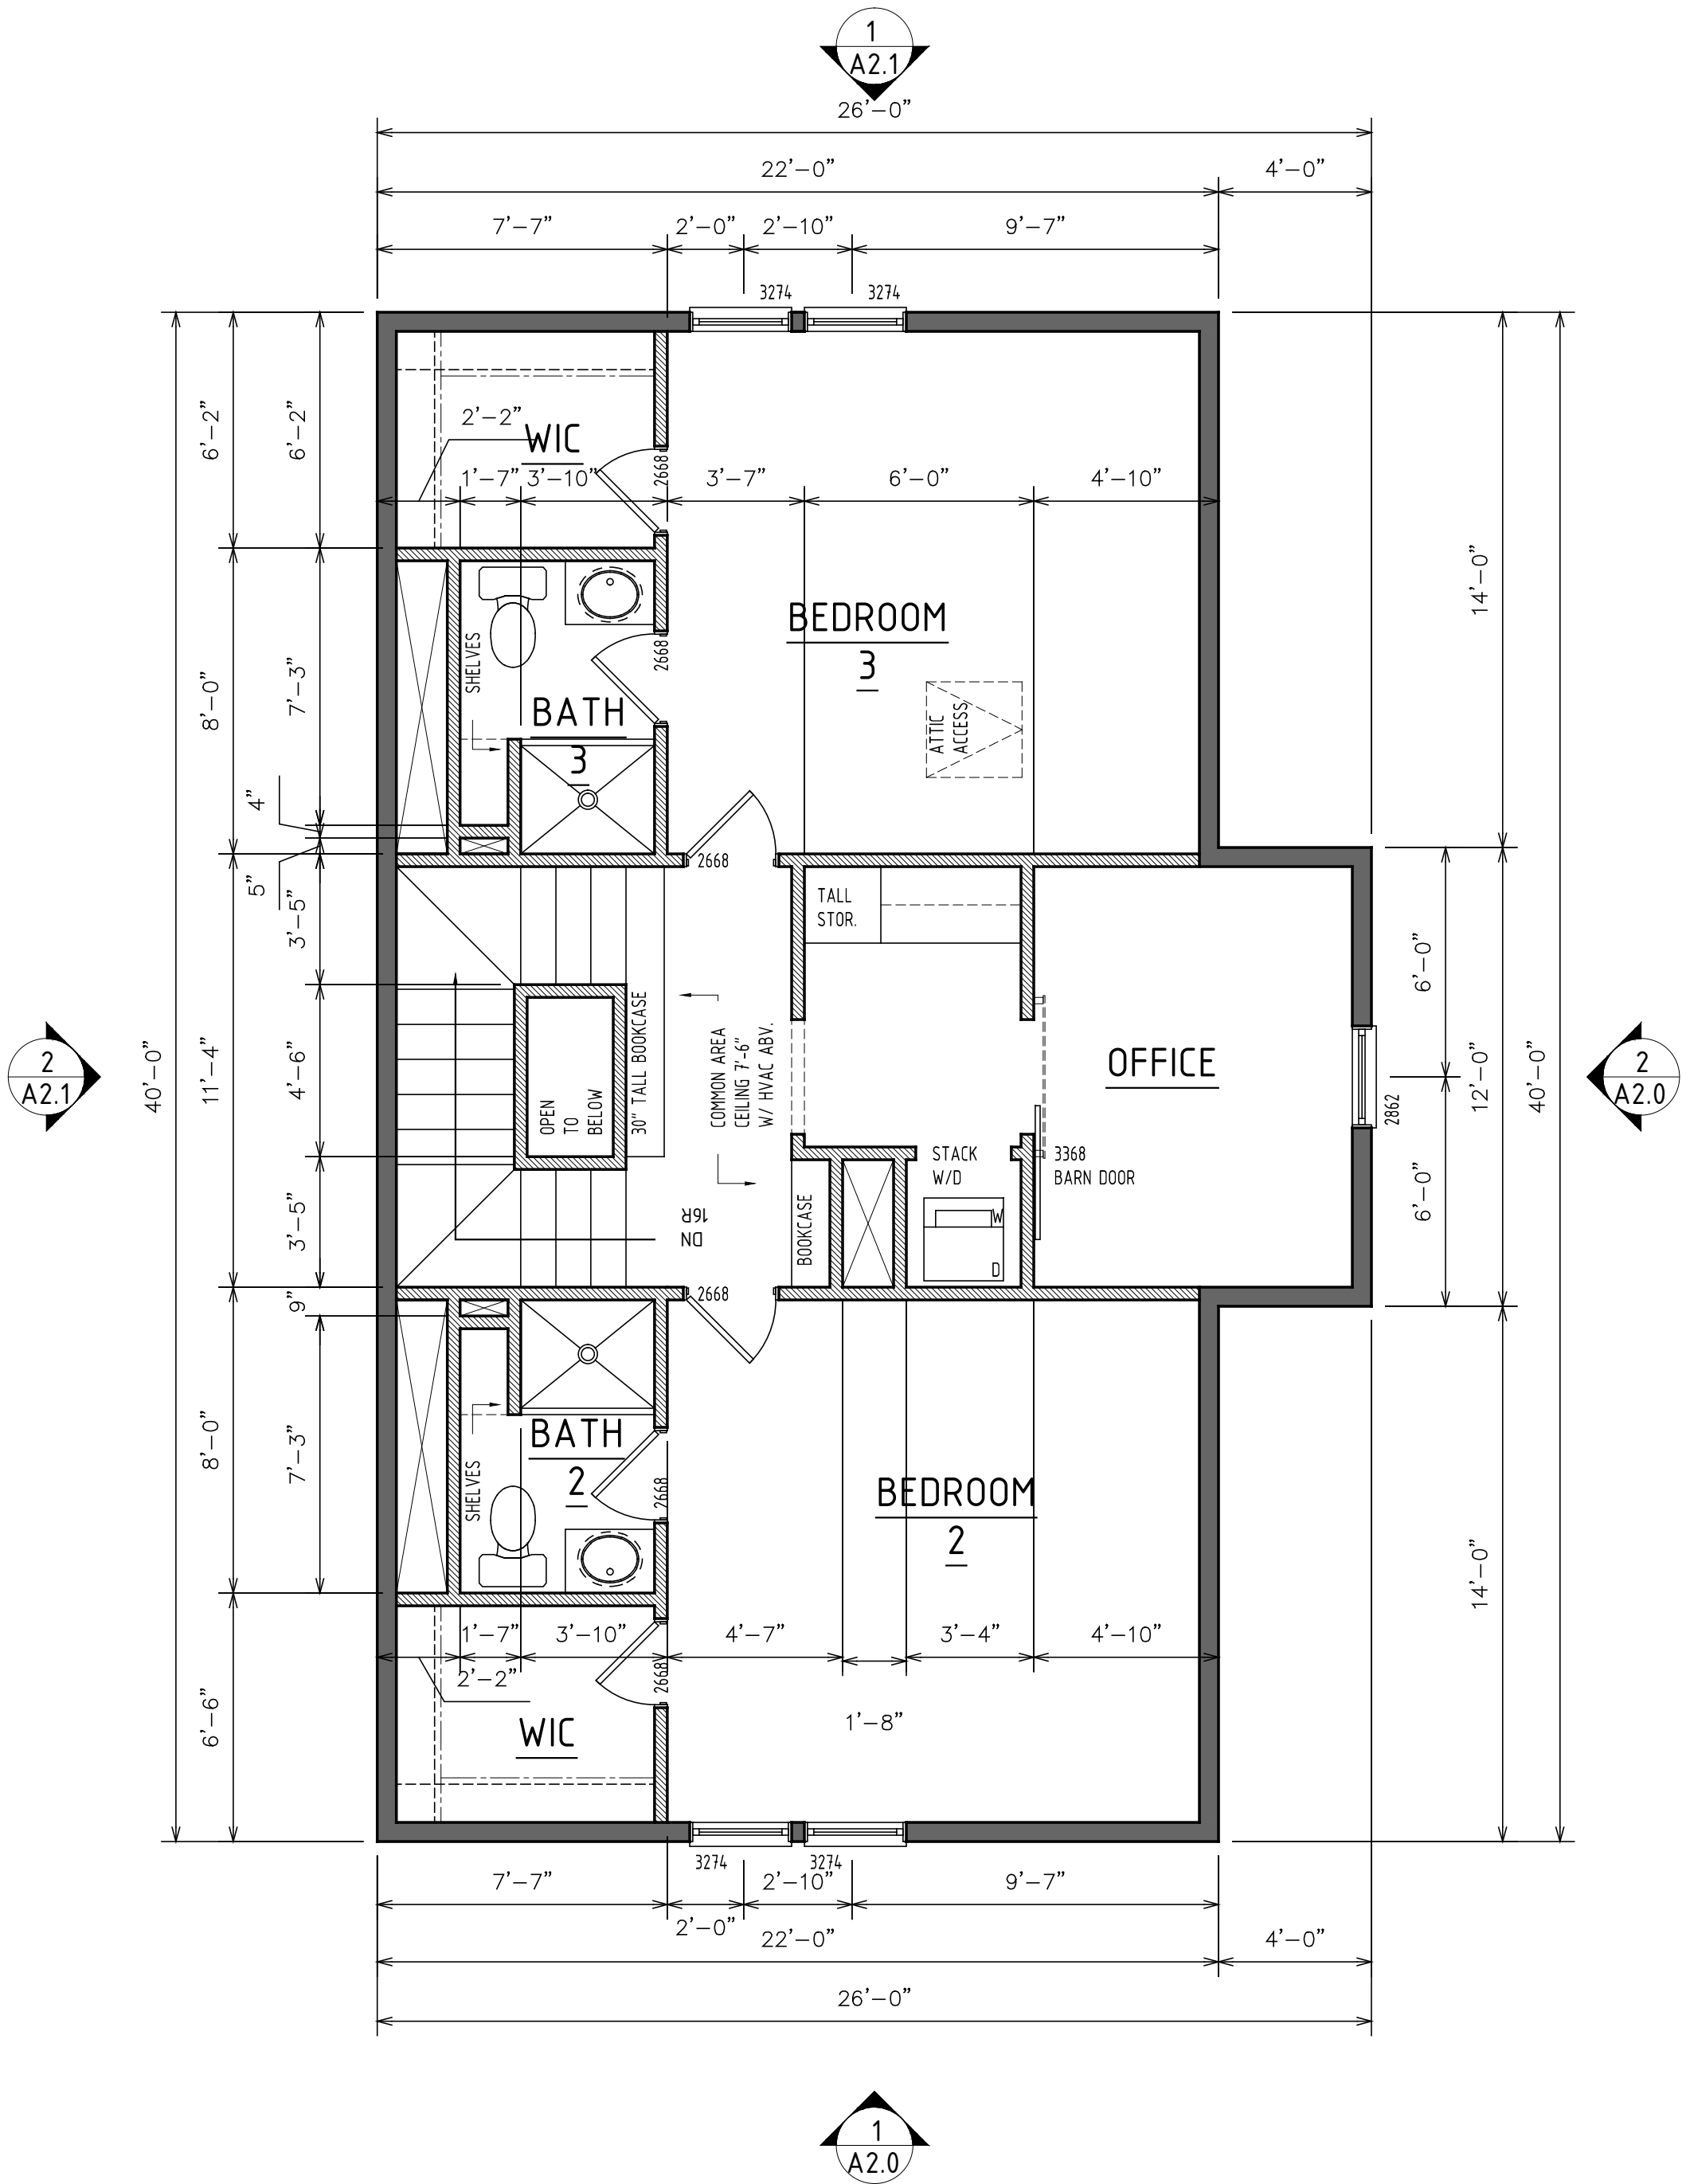 1
A2.1
26'-0"
22'-0"
4'-0"
7'-7"
2'-0"
2'-10"
9'-7"
3274
3274
6'-2"
6'-2"
2'-2"
WIC
2668
1'-7"
3'-10"
3'-7"
6'-0"
4'-10"
14'-0"
8'-0"
7'-3"
SHELVES
2668
BATH
3
BEDROOM
3
ATTIC
ACCESS
4"
5"
2668
3'-5"
TALL
STOR.
6'-0"
2
A2.1
40'-0"
11'-4"
4'-6"
OPEN
TO
BELOW
30" TALL BOOKCASE
COMMON AREA
CEILING 7'-6"
W/ HVAC ABV.
OFFICE
2862
12'-0"
40'-0"
2
A2.0
STACK
W/D
3368
BARN DOOR
3'-5"
DN
16R
BOOKCASE
W
D
6'-0"
9"
2668
8'-0"
7'-3"
SHELVES
BATH
2
2668
BEDROOM
2
14'-0"
1'-7"
3'-10"
4'-7"
3'-4"
4'-10"
2'-2"
2668
6'-6"
WIC
1'-8"
3274
3274
7'-7"
2'-10"
9'-7"
2'-0"
22'-0"
4'-0"
26'-0"
1
A2.0